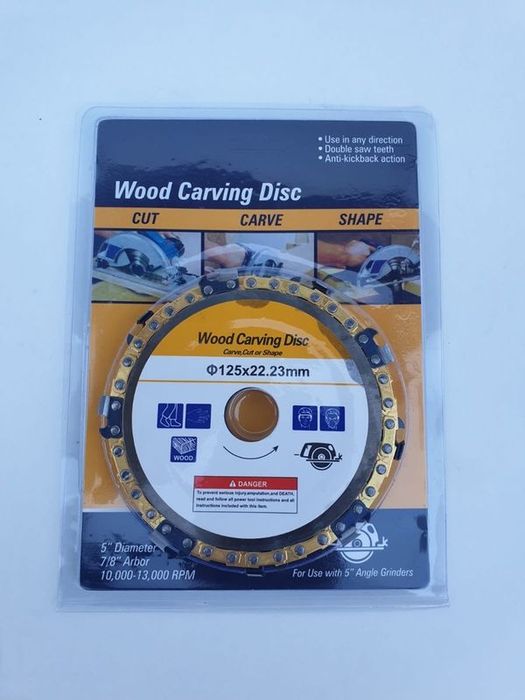 • Use in any direction
• Double saw teeth
• Anti-kickback action
Wood Carving Disc
CUT CARVE SHAPE
Wood Carving Disc
Carve,Cut or Shape
Φ125x22.23mm
WOOD
DANGER
To prevent serious injury,amputation,and DEATH,
read and follow all power tool instructions and all
instructions included with this item.
5" Diameter
7/8" Arbor
10,000-13,000 RPM
For Use with 5" Angle Grinders